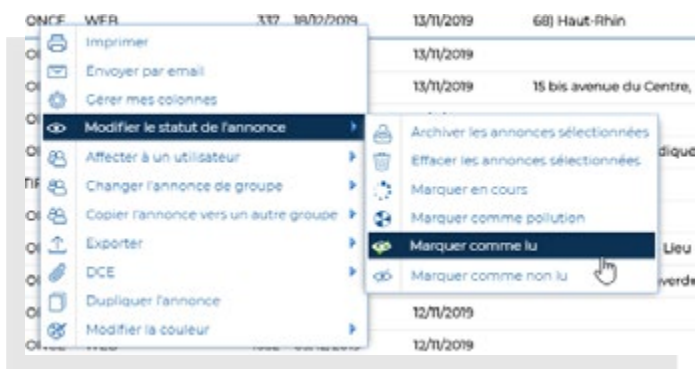 ONCE WEB 337 18/12/2019 13/11/2019 68) Haut-Rhin
Imprimer 13/11/2019
Envoyer par email 13/11/2019 15 bis avenue du Centre,
Gérer mes colonnes
Modifier le statut de l'annonce
Archiver les annonces sélectionnées
Affecter à un utilisateur
Effacer les annonces sélectionnées
Changer l'annonce de groupe
Marquer en cours
Copier l'annonce vers un autre groupe
Marquer comme pollution
Exporter
Marquer comme lu Lieu
DCE
Marquer comme non lu
Dupliquer l'annonce 12/11/2019
Modifier la couleur
12/11/2019